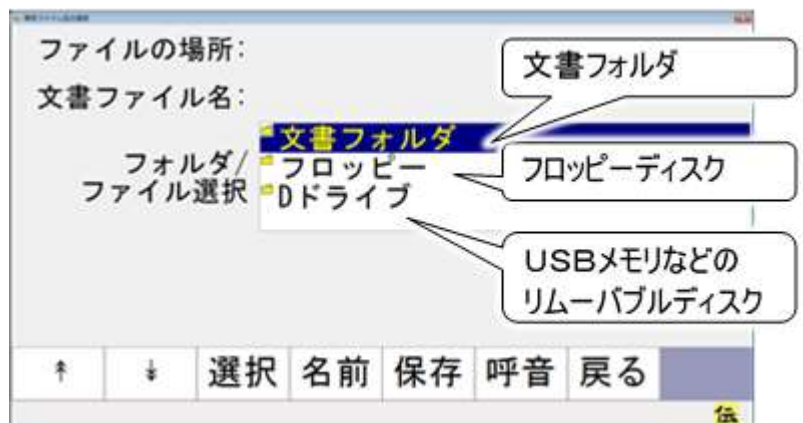 ファイルの場所:
文書ファイル名:
文書フォルダ
文書フォルダ
フォルダ/
ファイル選択
フロッピー
フロッピーディスク
Dドライブ
USBメモリなどの
リムーバブルディスク
↑ ↓ 選択 名前 保存 呼音 戻る
伝